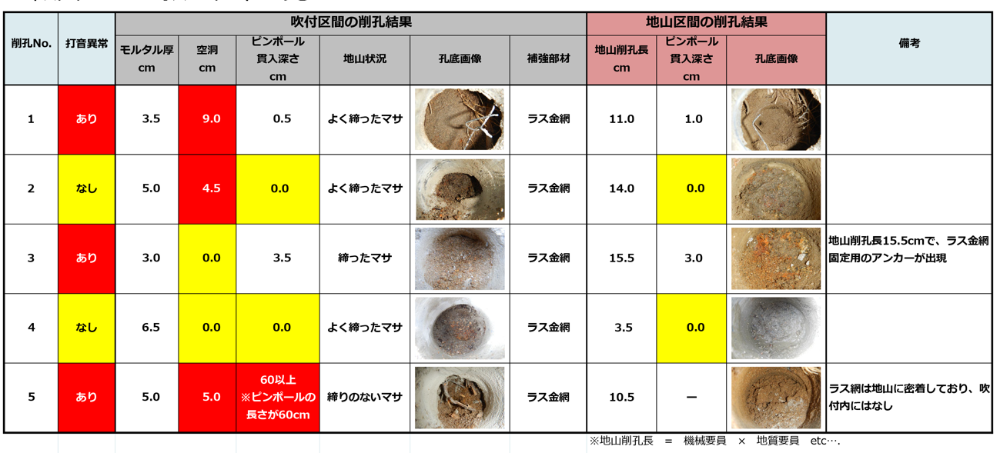 吹付区間の削孔結果 地山区間の削孔結果
削孔No. 打音異常 モルタル厚 cm 空洞 cm ピンポール 貫入深さ cm 地山状況 孔底画像 補強部材 地山削孔長 cm ピンポール 貫入深さ cm 孔底画像 備考
1 あり 3.5 9.0 0.5 よく締ったマサ ラス金網 11.0 1.0
2 なし 5.0 4.5 0.0 よく締ったマサ ラス金網 14.0 0.0
3 あり 3.0 0.0 3.5 締ったマサ ラス金網 15.5 3.0
地山削孔長15.5cmで、ラス金網
固定用のアンカーが出現
4 なし 6.5 0.0 0.0 よく締ったマサ ラス金網 3.5 0.0
5 あり 5.0 5.0
60以上
※ピンポールの
長さが60cm
締りのないマサ ラス金網 10.5 ー
ラス網は地山に密着しており、吹
付内にはなし
※地山削孔長 = 機械要員 × 地質要員 etc….